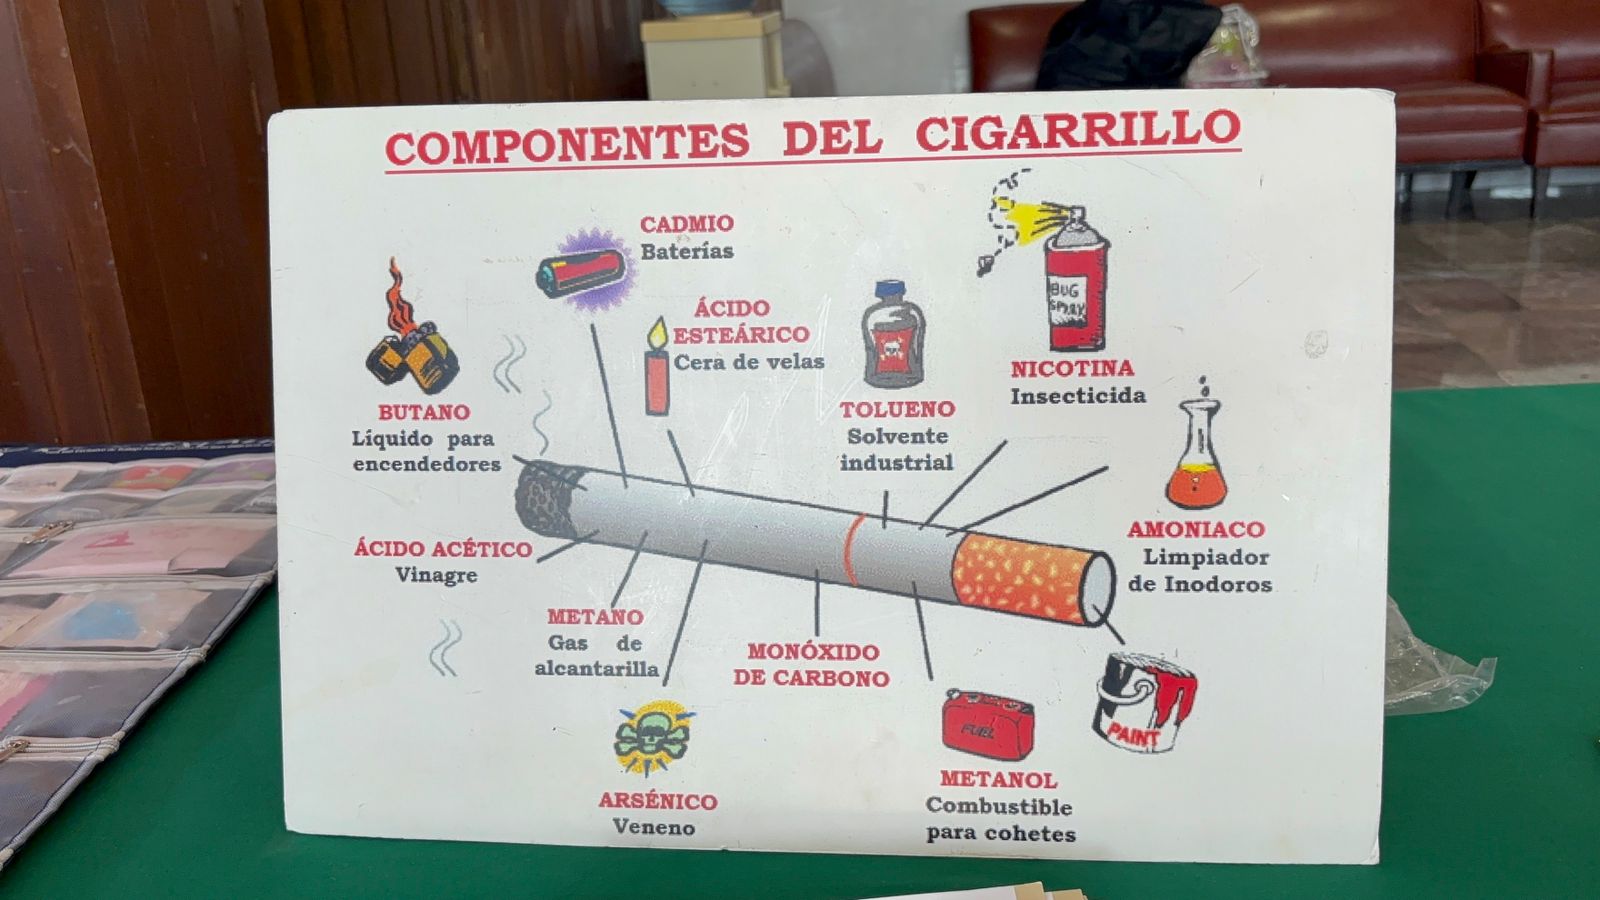 COMPONENTES DEL CIGARRILLO
CADMIO
Baterías
ÁCIDO
ESTEÁRICO
Cera de velas
BUG
SPRAY
NICOTINA
Insecticida
BUTANO
Líquido para
encendedores
TOLUENO
Solvente
industrial
AMONIACO
Limpiador
de Inodoros
ÁCIDO ACÉTICO
Vinagre
METANO
Gas de
alcantarilla
MONÓXIDO
DE CARBONO
ARSÉNICO
Veneno
FUEL
METANOL
Combustible
para cohetes
PAINT